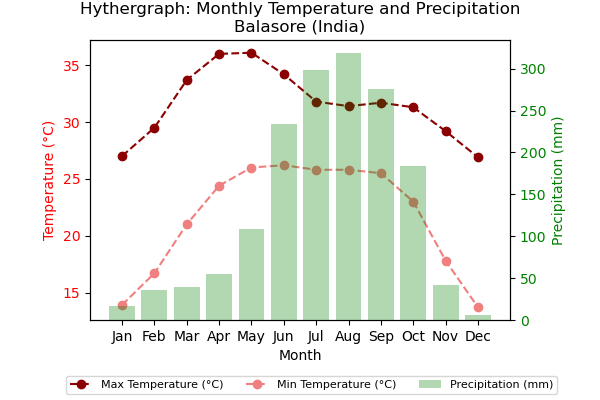 Hythergraph: Monthly Temperature and Precipitation
Balasore (India)
Temperature (°C)
35
30
25
20
15
Precipitation (mm)
300
250
200
150
100
50
0
Jan Feb Mar Apr May Jun Jul Aug Sep Oct Nov Dec
Month
Max Temperature (°C) Min Temperature (°C) Precipitation (mm)